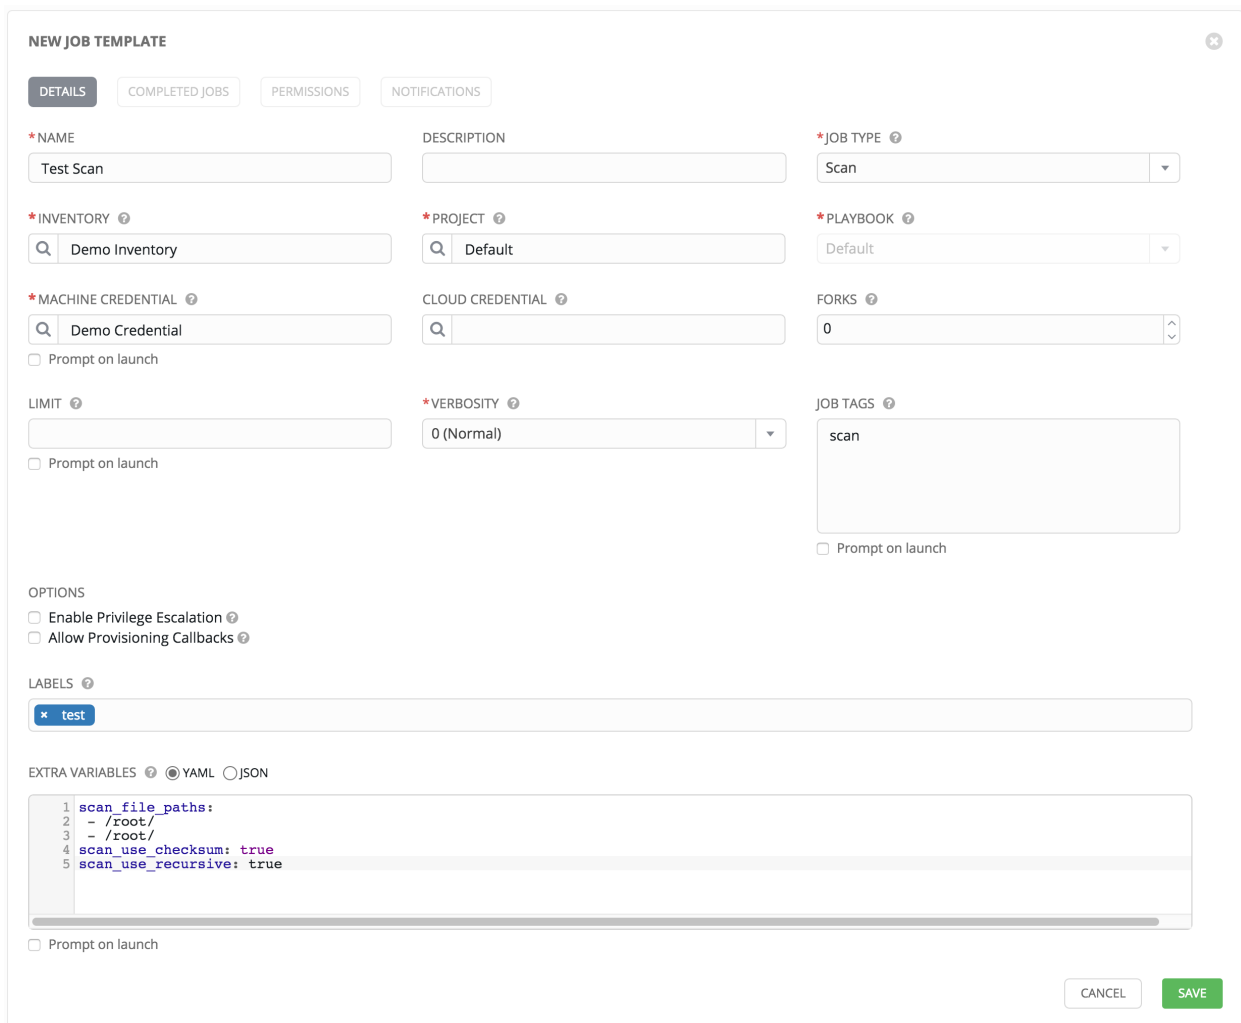 NEW JOB TEMPLATE
DETAILS COMPLETED JOBS PERMISSIONS NOTIFICATIONS
*NAME DESCRIPTION *JOB TYPE ?
Test Scan Scan
*INVENTORY ? *PROJECT ? *PLAYBOOK ?
Demo Inventory Default Default
*MACHINE CREDENTIAL ? CLOUD CREDENTIAL ? FORKS ?
Demo Credential 0
Prompt on launch
LIMIT ? *VERBOSITY ? JOB TAGS ?
0 (Normal) scan
Prompt on launch
Prompt on launch
OPTIONS
Enable Privilege Escalation ?
Allow Provisioning Callbacks ?
LABELS ?
× test
EXTRA VARIABLES ? YAML JSON
1 scan_file_paths:
2 - /root/
3 - /root/
4 scan_use_checksum: true
5 scan_use_recursive: true
Prompt on launch
CANCEL SAVE